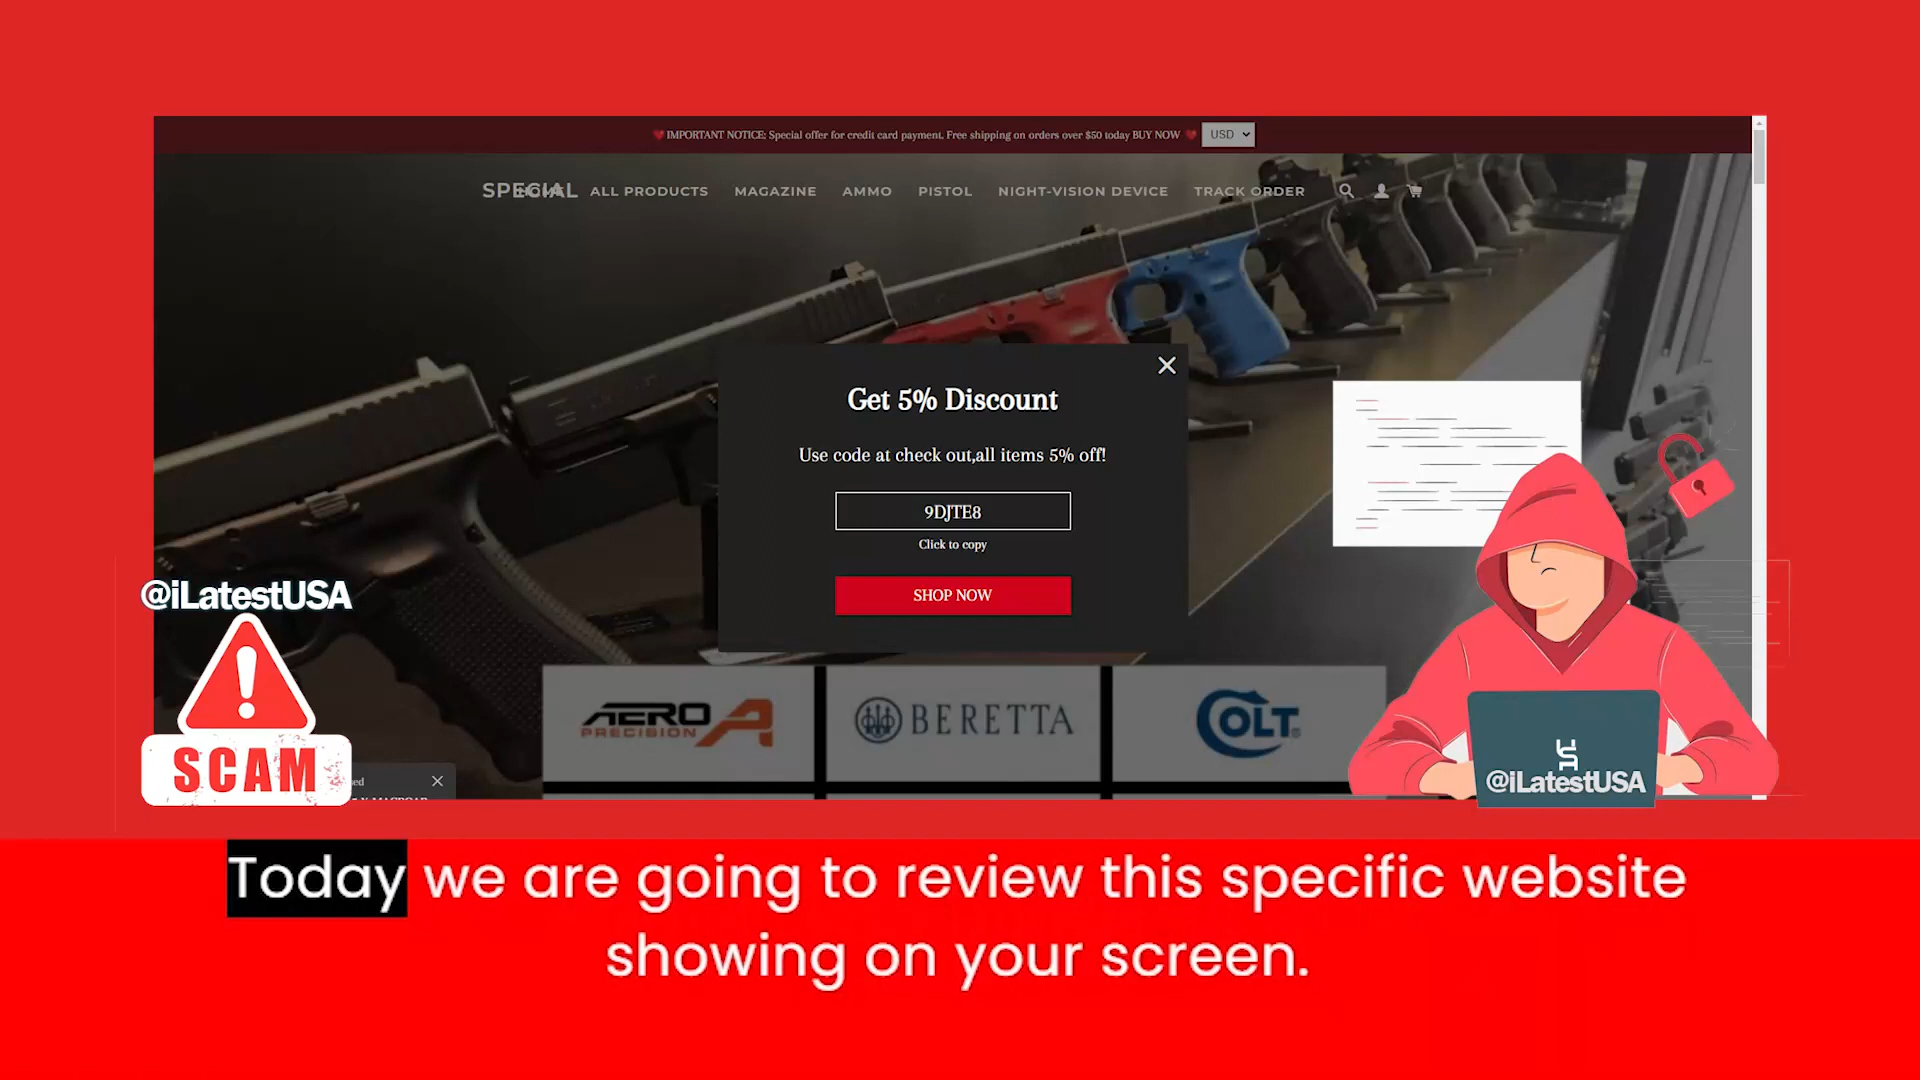 IMPORTANT NOTICE: Special offer for credit card payment. Free shipping on orders over $50 today BUY NOW
USD
SPECIAL HOME ALL PRODUCTS MAGAZINE AMMO PISTOL NIGHT-VISION DEVICE TRACK ORDER
Get 5% Discount
Use code at check out,all items 5% off!
9DJTE8
Click to copy
SHOP NOW
@iLatestUSA
SCAM
AERO PRECISION
BERETTA
COLT
@iLatestUSA
Today we are going to review this specific website
showing on your screen.